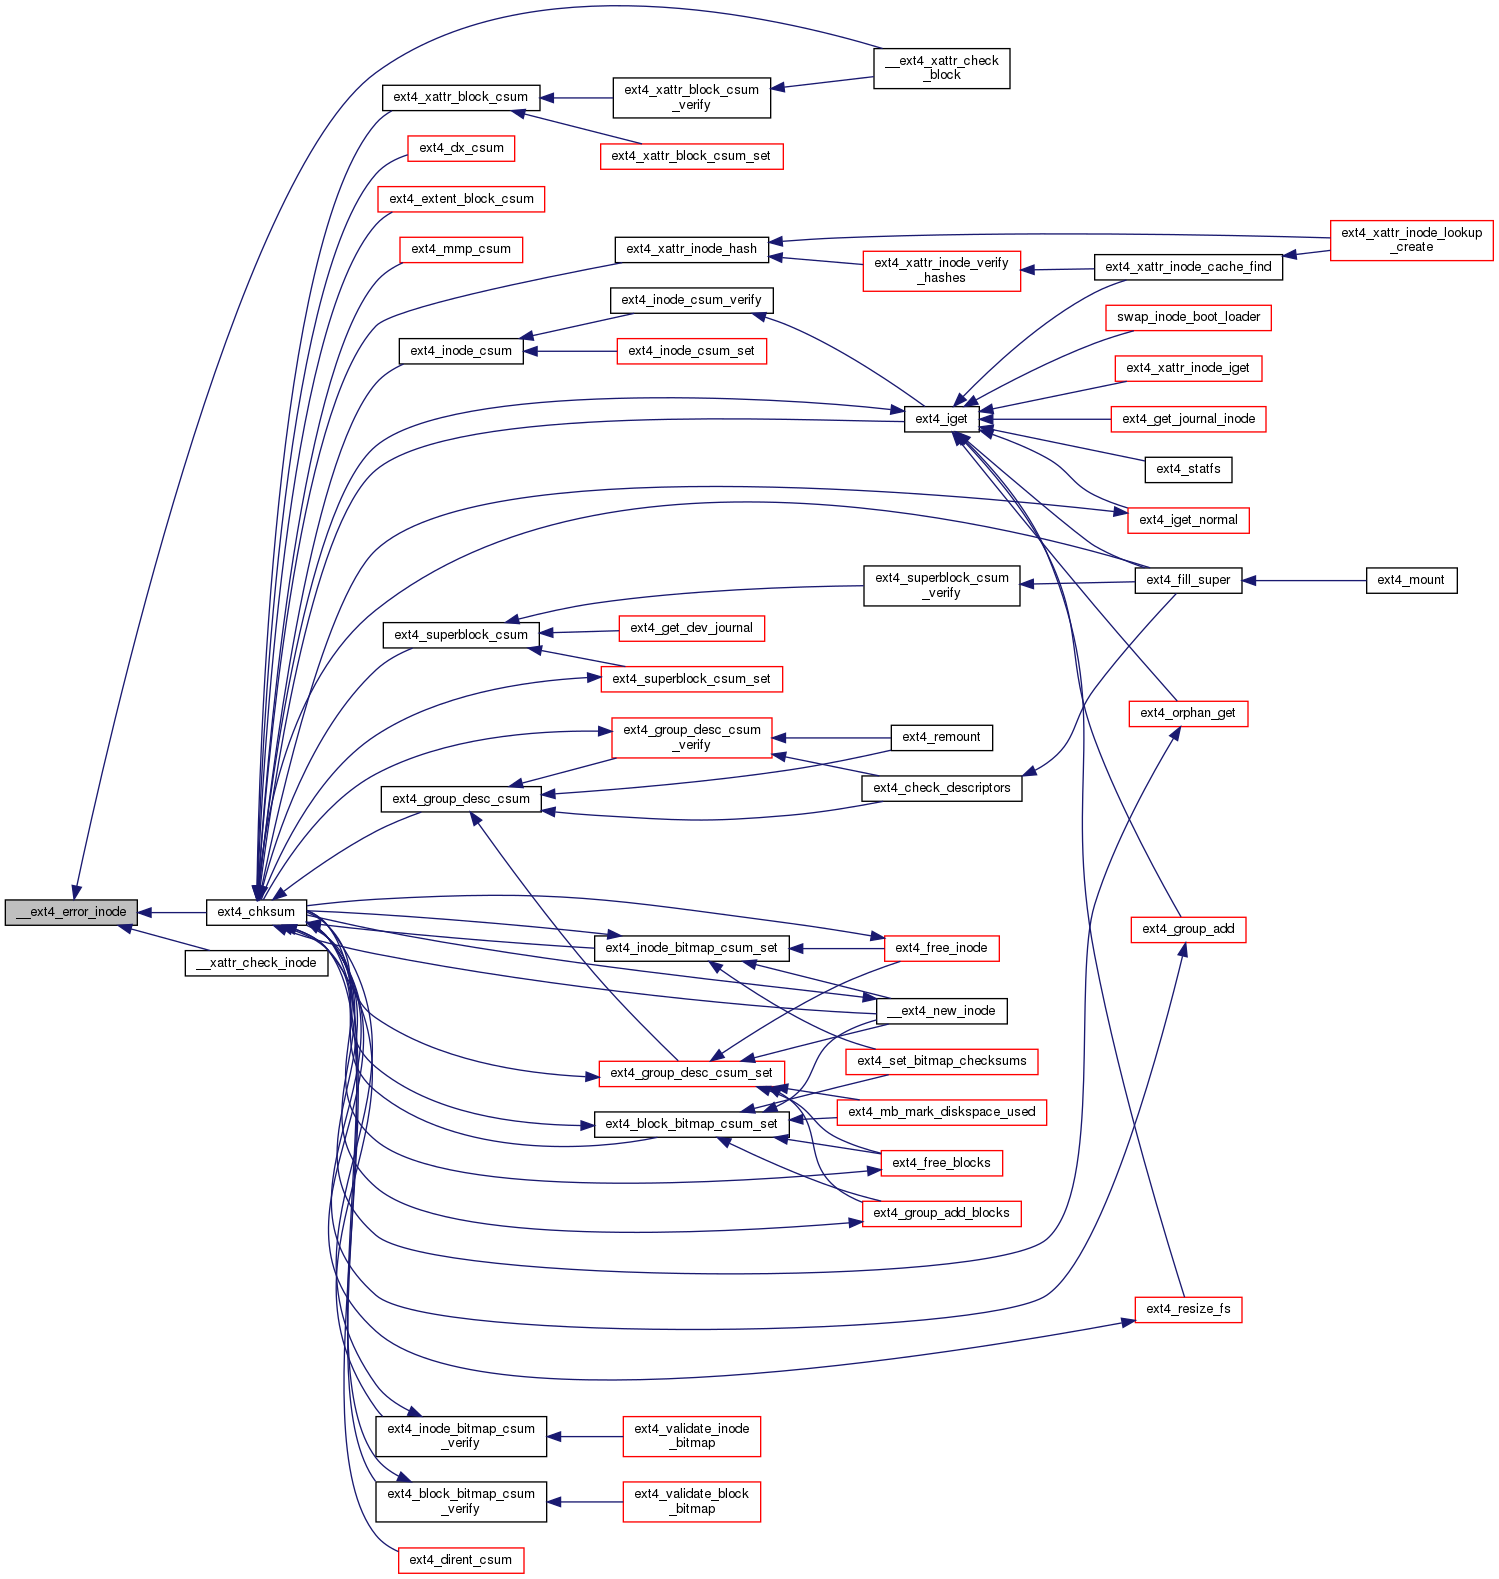 __ext4_xattr_check
_block
ext4_xattr_block_csum
ext4_xattr_block_csum
_verify
ext4_dx_csum
ext4_xattr_block_csum_set
ext4_extent_block_csum
ext4_mmp_csum
ext4_xattr_inode_hash
ext4_xattr_inode_verify
_hashes
ext4_xattr_inode_cache_find
ext4_xattr_inode_lookup
_create
ext4_inode_csum_verify
swap_inode_boot_loader
ext4_inode_csum
ext4_inode_csum_set
ext4_xattr_inode_iget
ext4_iget
ext4_get_journal_inode
ext4_statfs
ext4_iget_normal
ext4_superblock_csum
_verify
ext4_fill_super
ext4_mount
ext4_superblock_csum
ext4_get_dev_journal
ext4_superblock_csum_set
ext4_orphan_get
ext4_group_desc_csum
_verify
ext4_remount
ext4_group_desc_csum
ext4_check_descriptors
__ext4_error_inode
ext4_chksum
__xattr_check_inode
ext4_inode_bitmap_csum_set
ext4_free_inode
ext4_group_add
__ext4_new_inode
ext4_group_desc_csum_set
ext4_set_bitmap_checksums
ext4_block_bitmap_csum_set
ext4_mb_mark_diskspace_used
ext4_free_blocks
ext4_group_add_blocks
ext4_resize_fs
ext4_inode_bitmap_csum
_verify
ext4_validate_inode
_bitmap
ext4_block_bitmap_csum
_verify
ext4_validate_block
_bitmap
ext4_dirent_csum